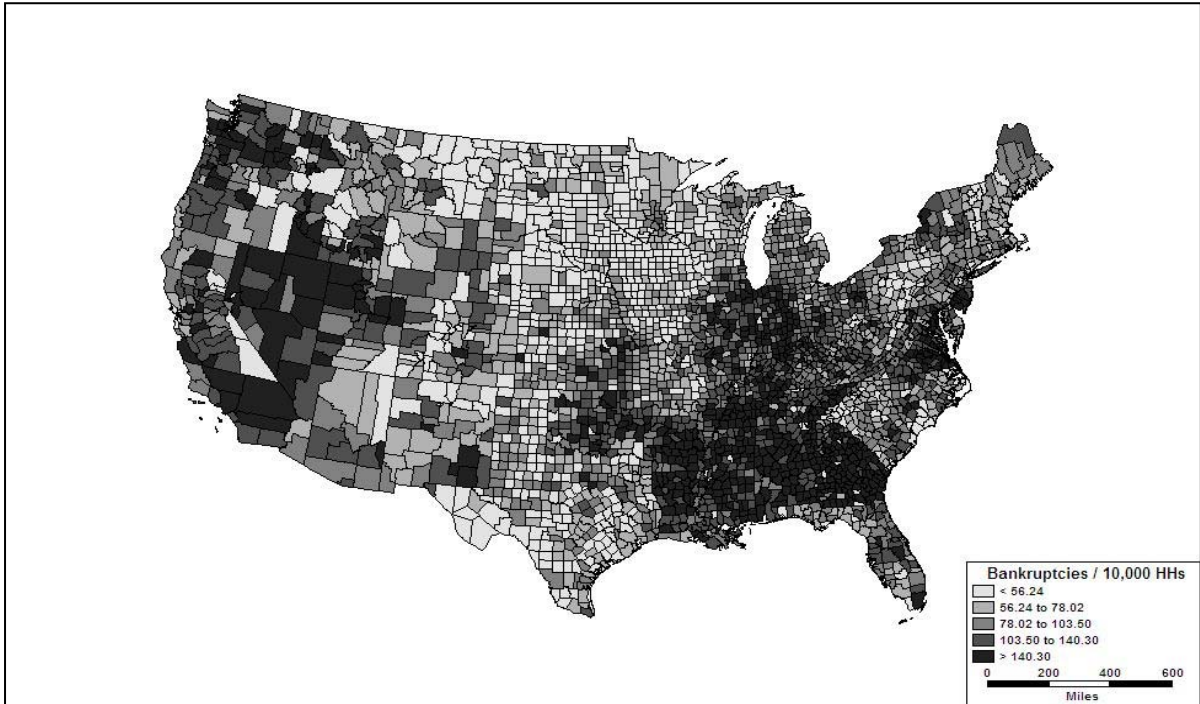 Bankruptcies / 10,000 HHs
< 56.24
56.24 to 78.02
78.02 to 103.50
103.50 to 140.30
> 140.30
0 200 400 600
Miles